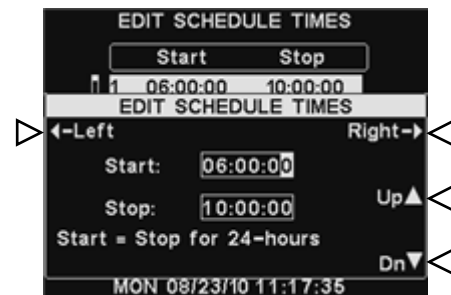 EDIT SCHEDULE TIMES
Start Stop
1 06:00:00 10:00:00
EDIT SCHEDULE TIMES
←Left Right→
Start: 06:00:00
Up▲
Stop: 10:00:00
Start = Stop for 24-hours
Dn▼
MON 08/23/10 11:17:35